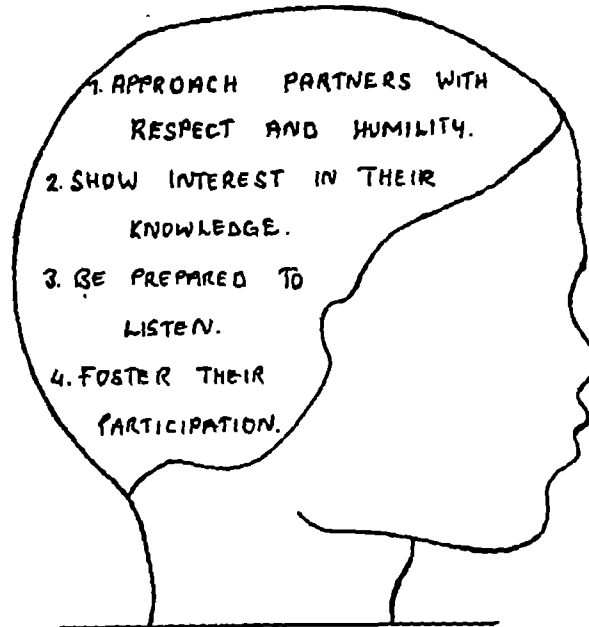 1. APPROACH PARTNERS WITH
RESPECT AND HUMILITY.
2. SHOW INTEREST IN THEIR
KNOWLEDGE.
3. BE PREPARED TO
LISTEN.
4. FOSTER THEIR
PARTICIPATION.